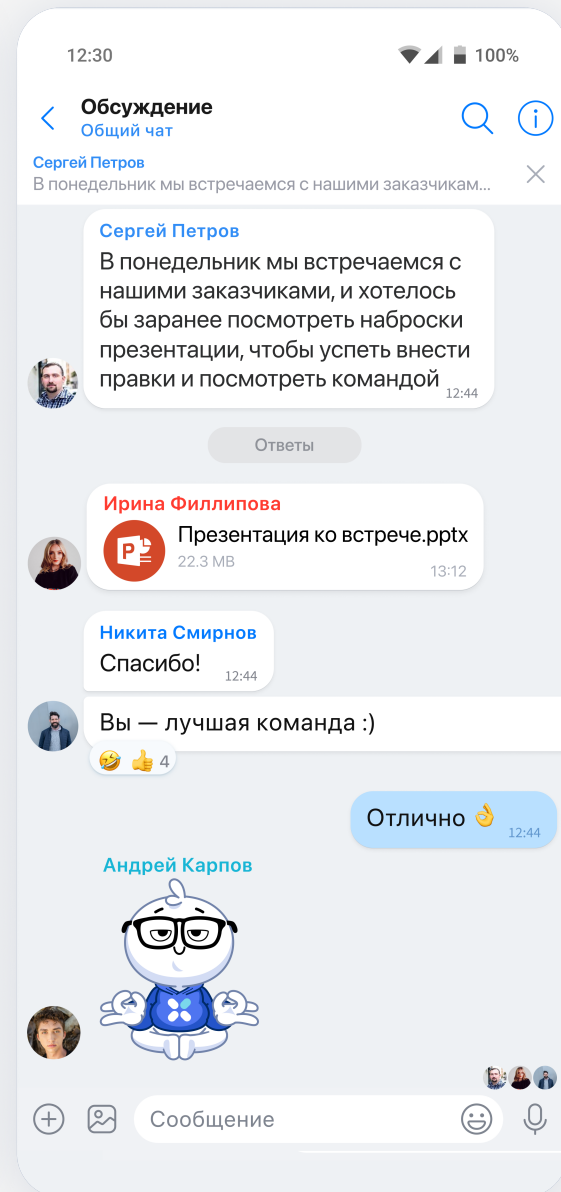 12:30
100%
Обсуждение
Общий чат
Сергей Петров
В понедельник мы встречаемся с нашими заказчикам...
Сергей Петров
В понедельник мы встречаемся с
нашими заказчиками, и хотелось
бы заранее посмотреть наброски
презентации, чтобы успеть внести
правки и посмотреть командой
12:44
Ответы
Ирина Филлипова
Презентация ко встрече.pptx
22.3 MB
13:12
Никита Смирнов
Спасибо!
12:44
Вы — лучшая команда :)
🤣 👍 4
Отлично 👌
12:44
Андрей Карпов
Сообщение